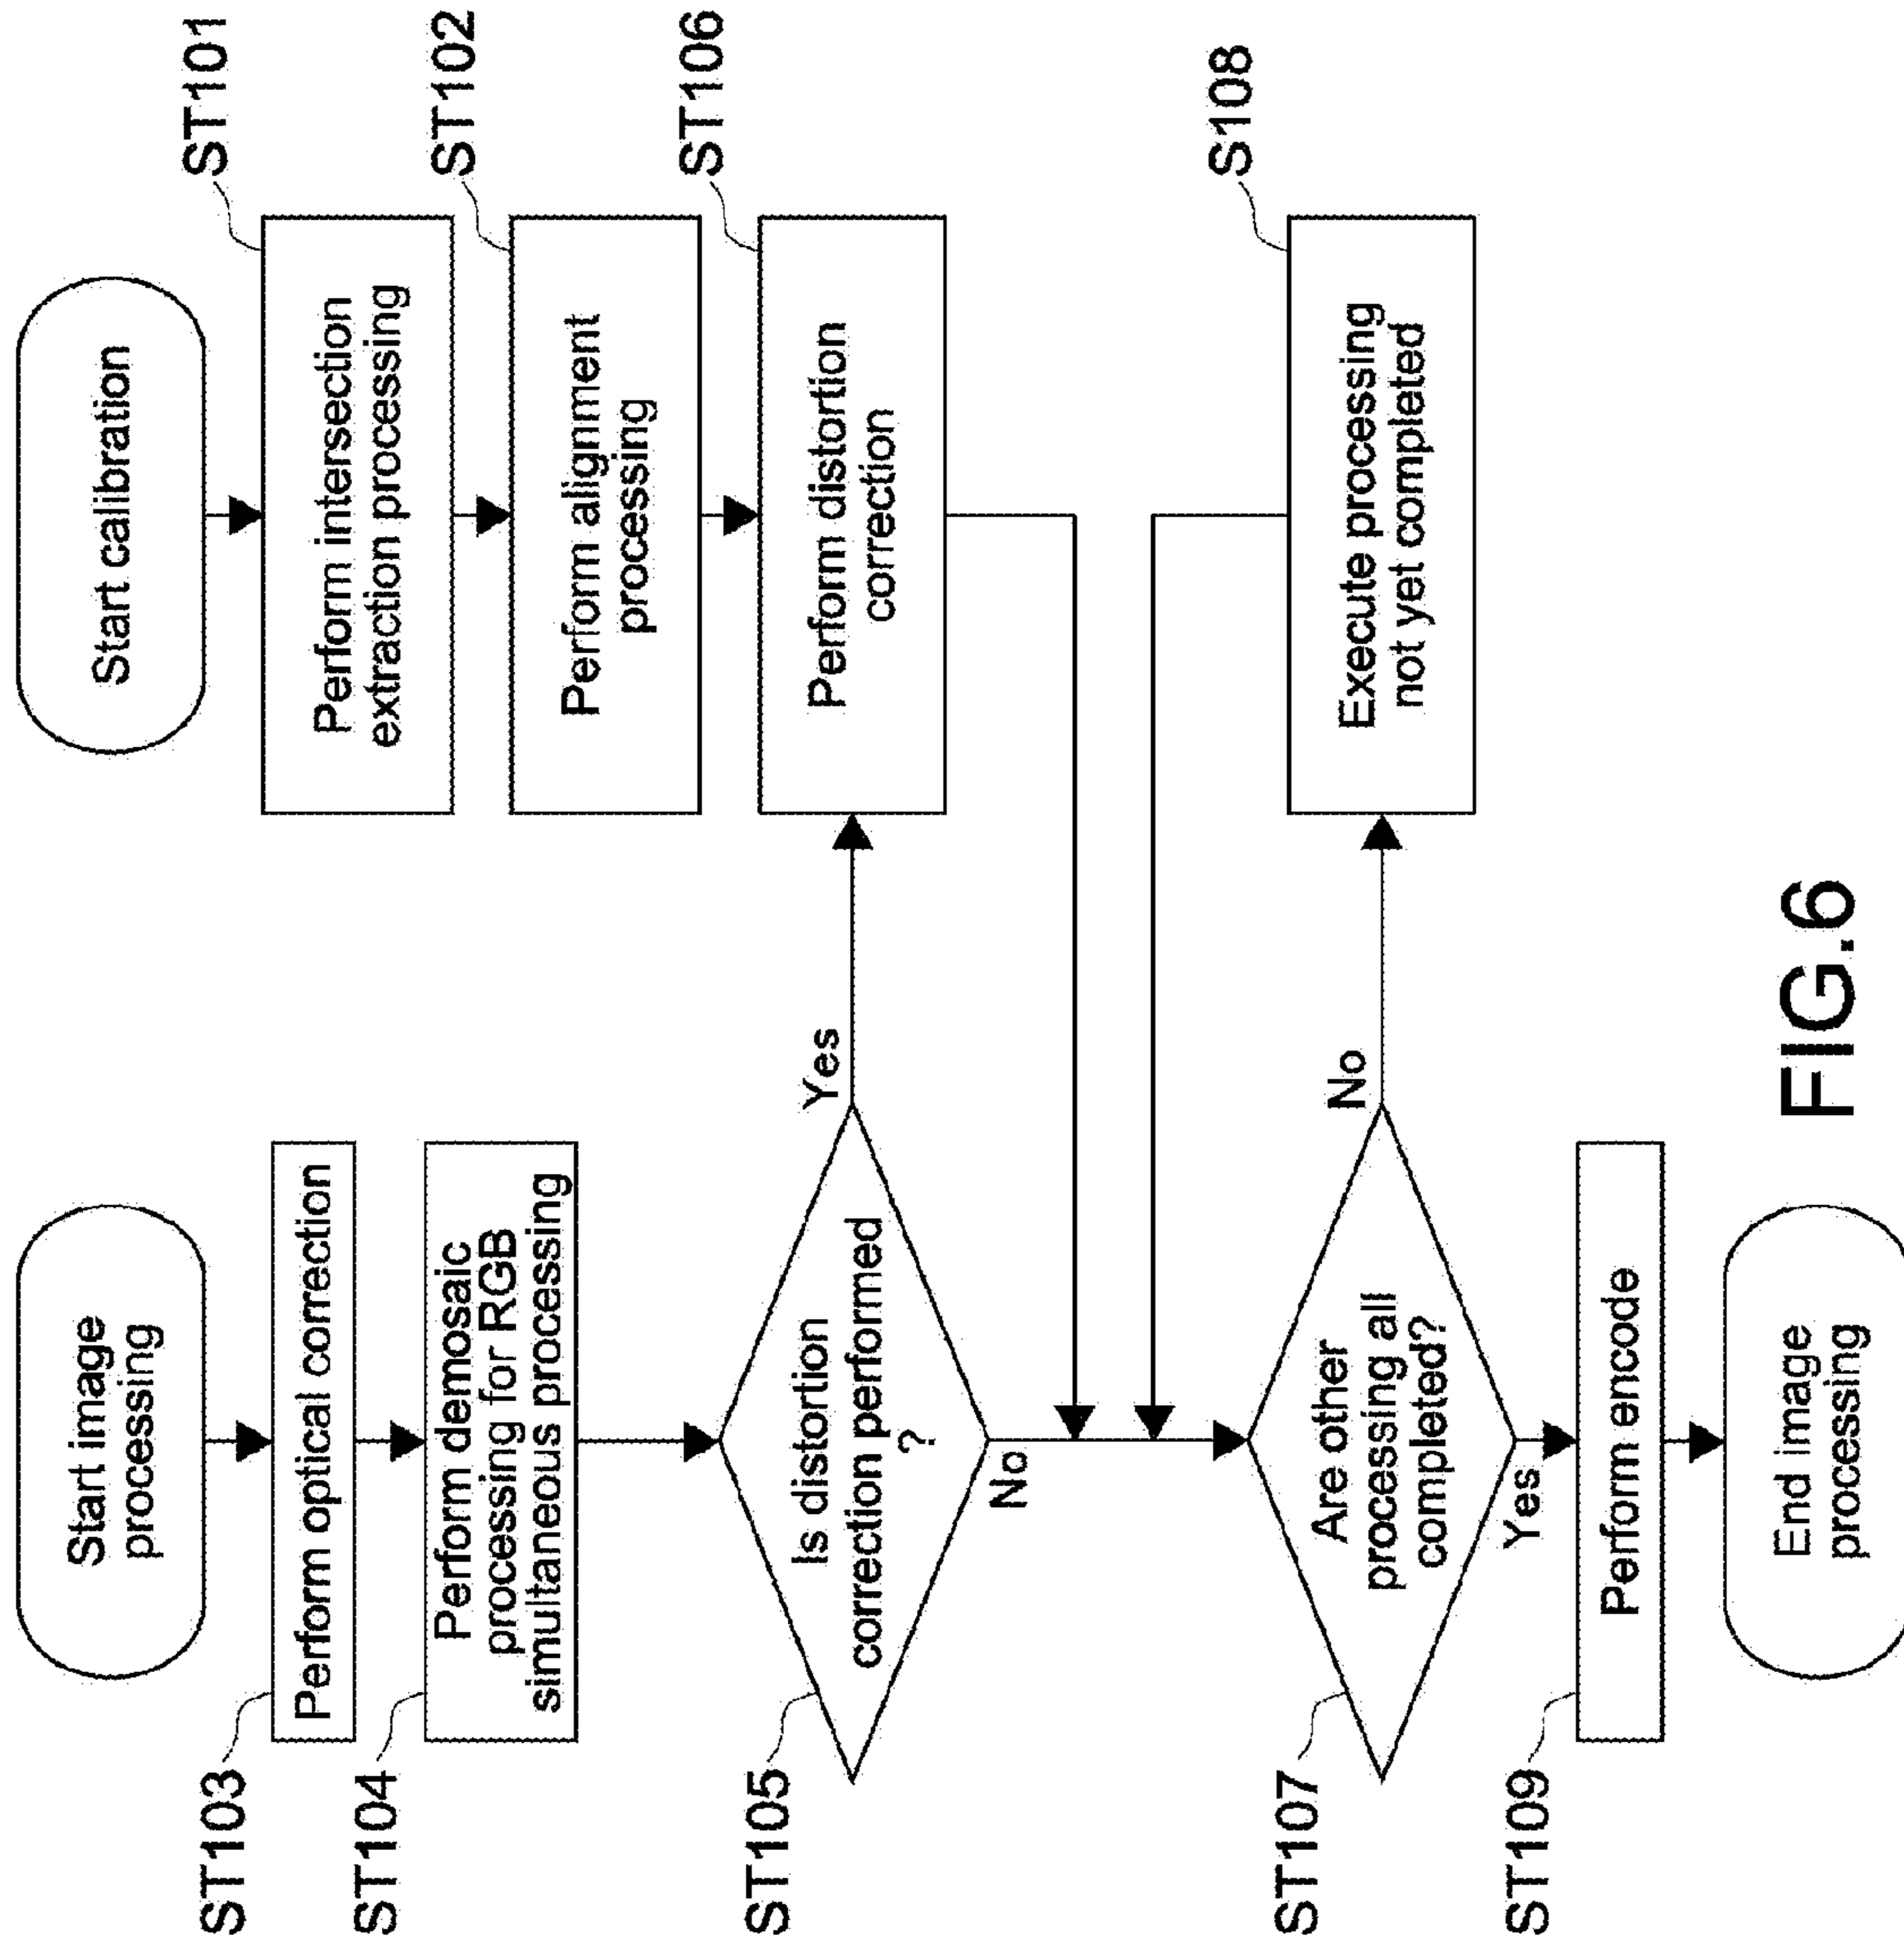 Start image
processing
ST103
Perform optical correction
ST104
Perform demosaic
processing for RGB
simultaneous processing
ST105
Is distortion
correction performed
?
Yes
No
ST107
Are other
processing all
completed?
No
Yes
ST109
Perform encode
End image
processing
Start calibration
ST101
Perform intersection
extraction processing
ST102
Perform alignment
processing
ST106
Perform distortion
correction
S108
Execute processing
not yet completed
FIG.6